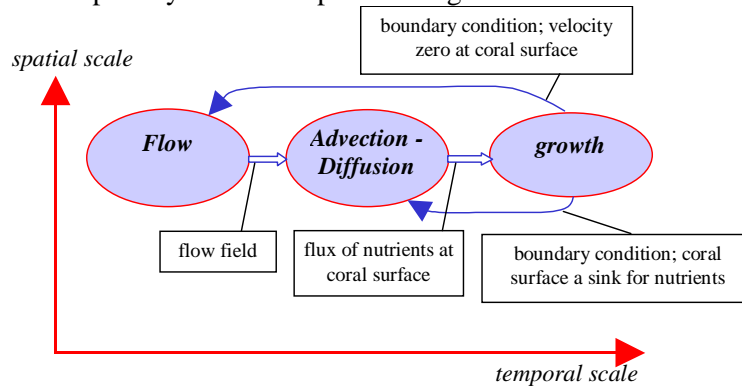 boundary condition; velocity
zero at coral surface
spatial scale
Flow
Advection -
Diffusion
growth
flow field
flux of nutrients at
coral surface
boundary condition; coral
surface a sink for nutrients
temporal scale